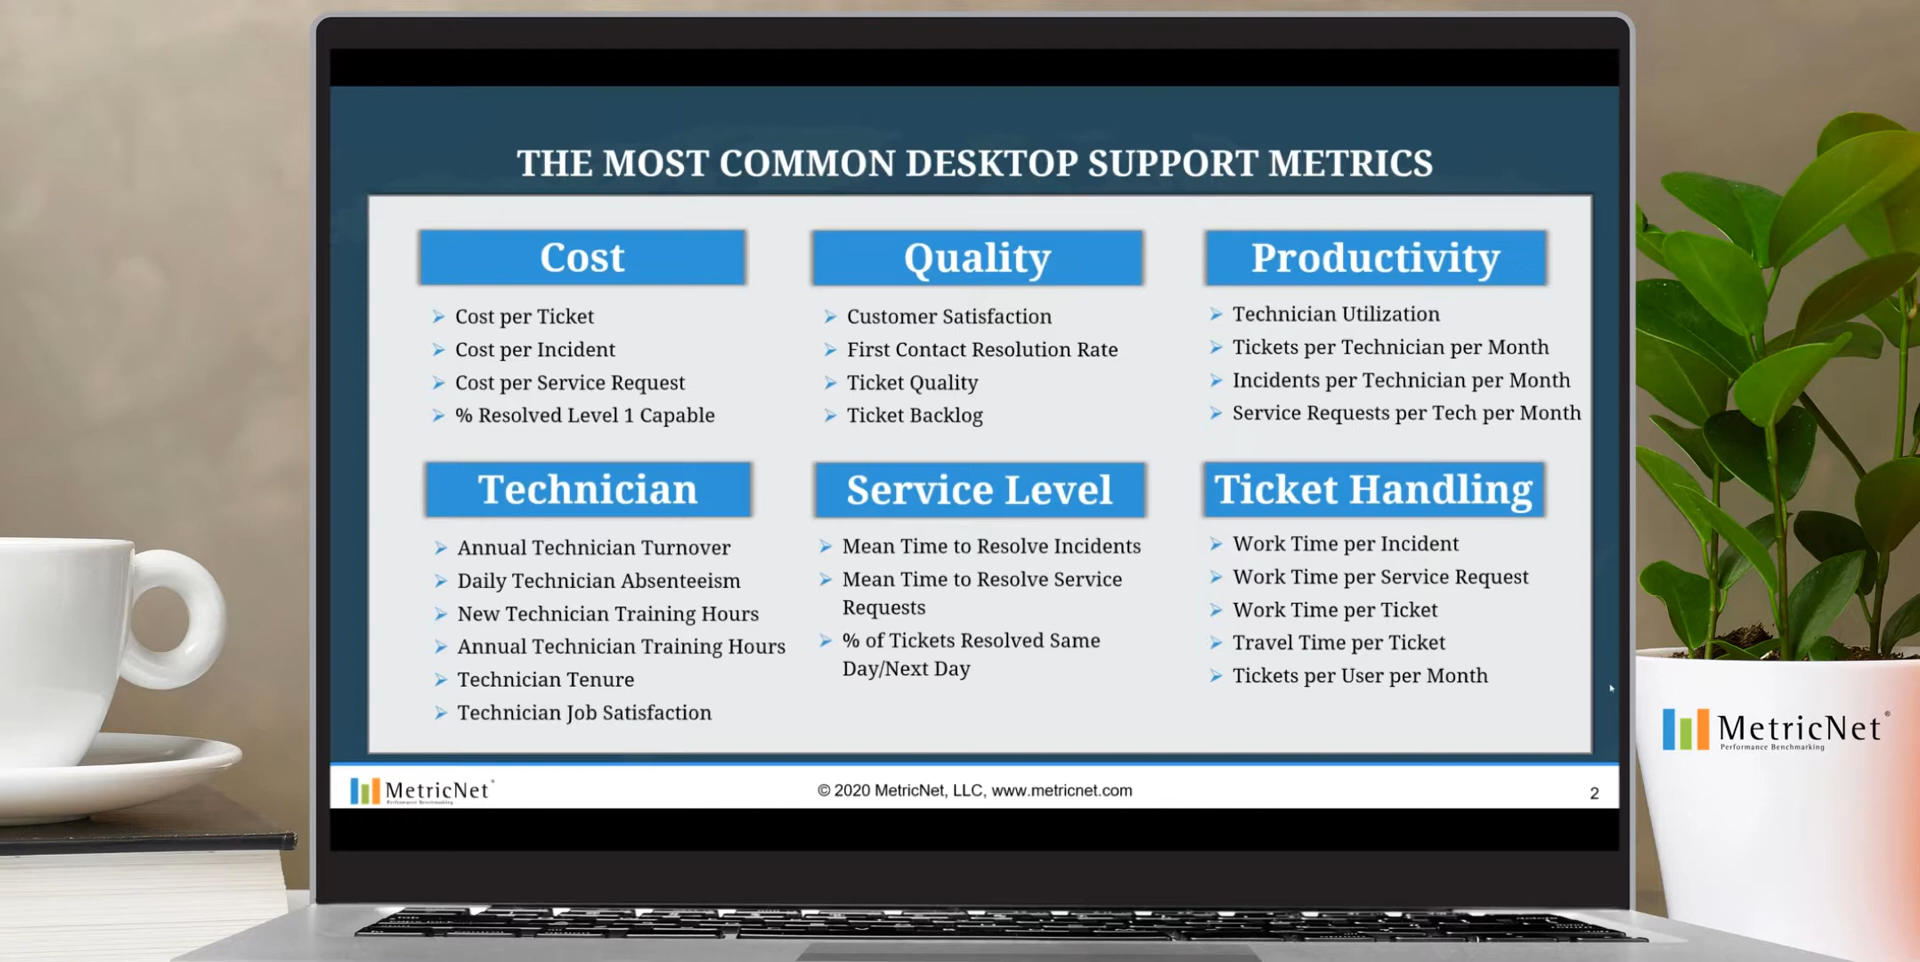 THE MOST COMMON DESKTOP SUPPORT METRICS
Cost
Cost per Ticket
Cost per Incident
Cost per Service Request
% Resolved Level 1 Capable
Quality
Customer Satisfaction
First Contact Resolution Rate
Ticket Quality
Ticket Backlog
Productivity
Technician Utilization
Tickets per Technician per Month
Incidents per Technician per Month
Service Requests per Tech per Month
Technician
Annual Technician Turnover
Daily Technician Absenteeism
New Technician Training Hours
Annual Technician Training Hours
Technician Tenure
Technician Job Satisfaction
Service Level
Mean Time to Resolve Incidents
Mean Time to Resolve Service
Requests
% of Tickets Resolved Same
Day/Next Day
Ticket Handling
Work Time per Incident
Work Time per Service Request
Work Time per Ticket
Travel Time per Ticket
Tickets per User per Month
MetricNet
Performance Benchmarking
© 2020 MetricNet, LLC, www.metricnet.com
2
MetricNet®
Performance Benchmarking